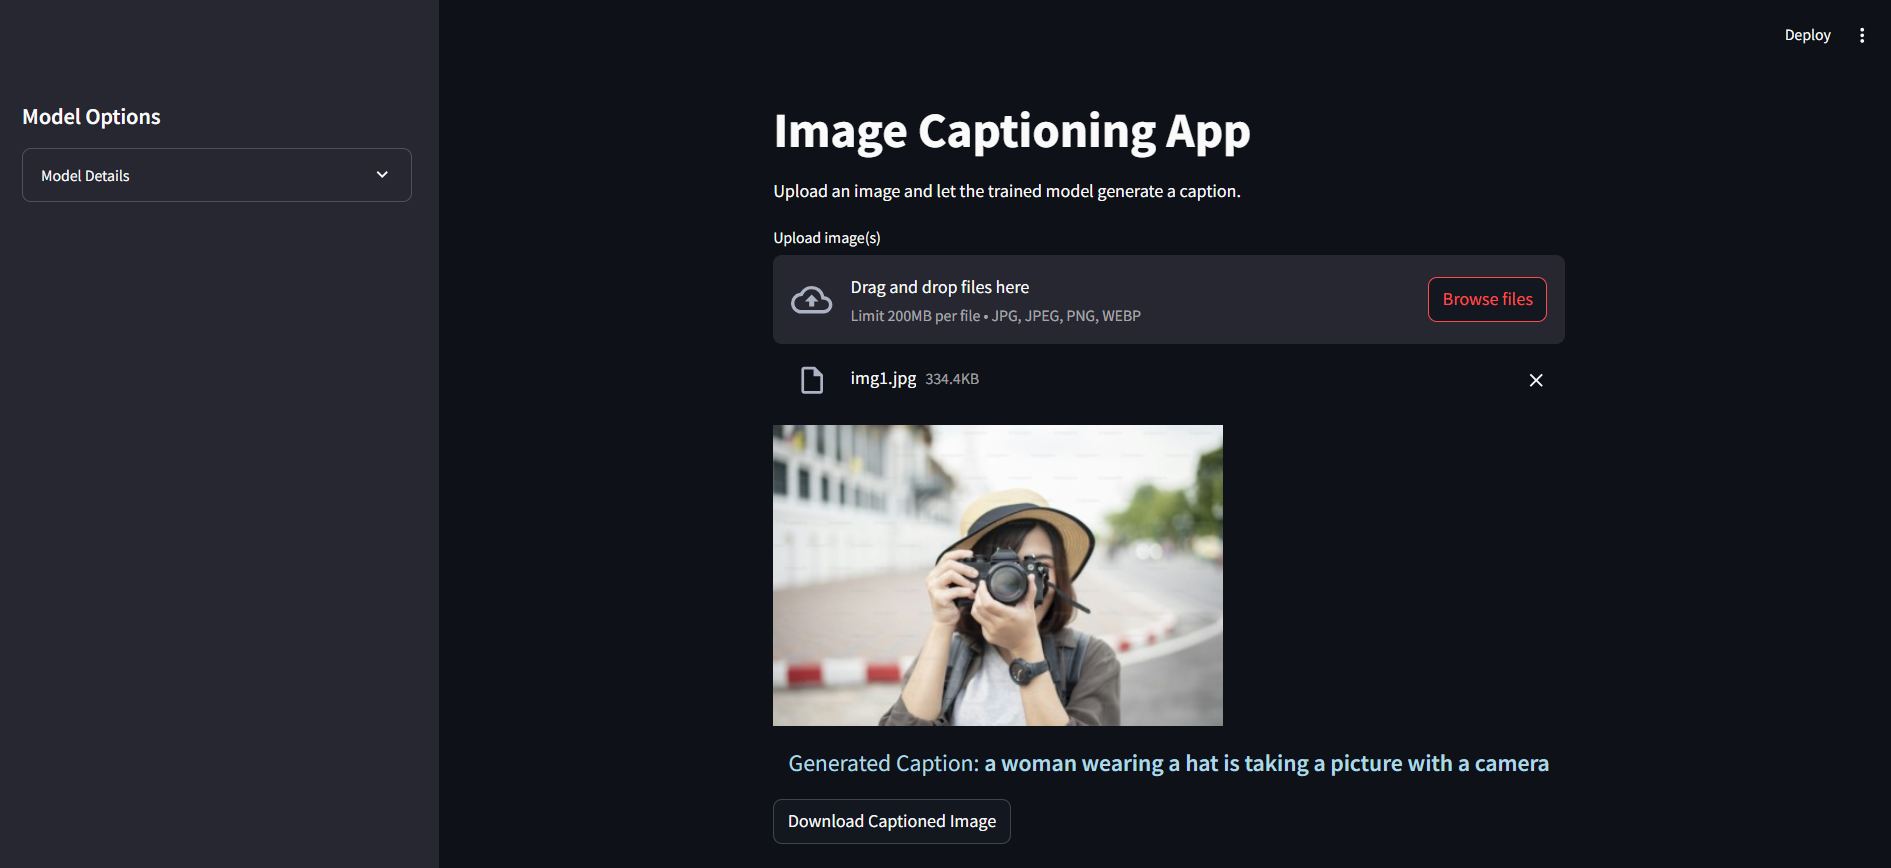 Deploy
Model Options
Model Details
Image Captioning App
Upload an image and let the trained model generate a caption.
Upload image(s)
Drag and drop files here
Limit 200MB per file • JPG, JPEG, PNG, WEBP
Browse files
img1.jpg 334.4KB
Generated Caption: a woman wearing a hat is taking a picture with a camera
Download Captioned Image